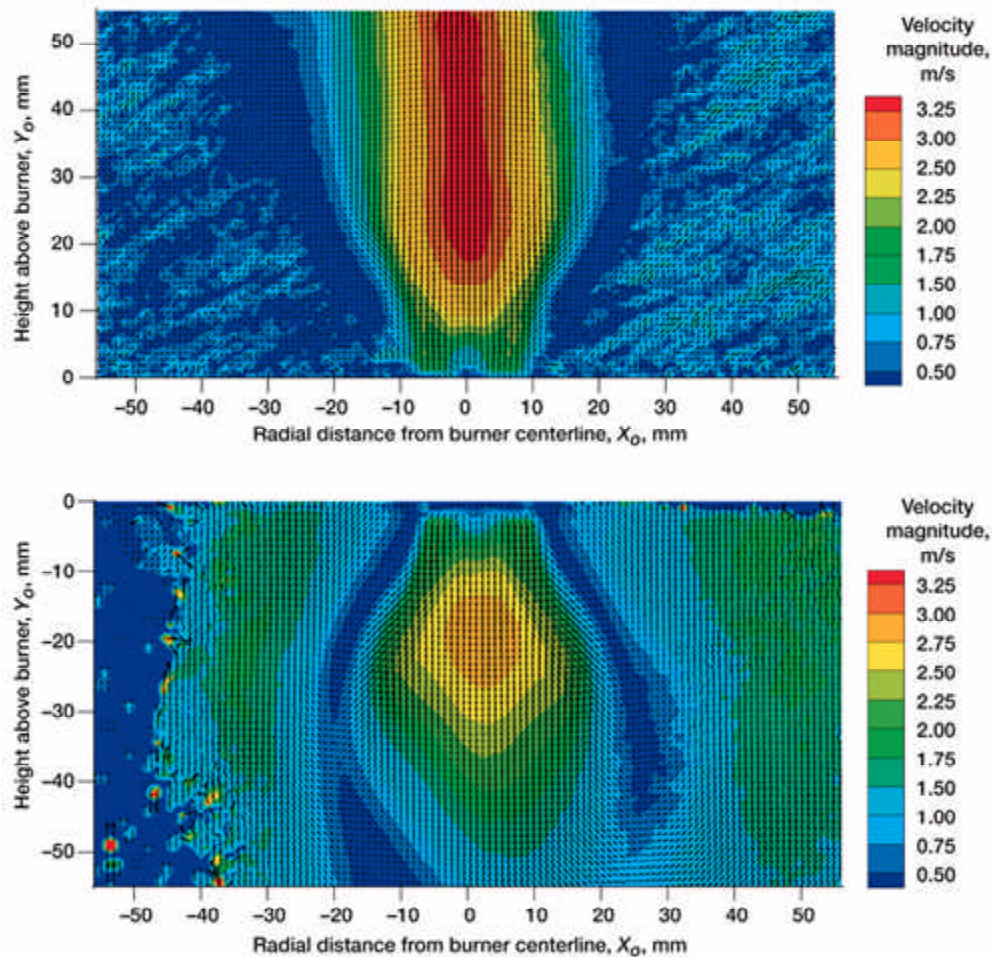 Velocity
magnitude,
m/s
3.25
3.00
2.50
2.25
2.00
1.75
1.50
1.00
0.75
0.50
Height above burner, Yo, mm
50
40
30
20
10
0
−50 −40 −30 −20 −10 0 10 20 30 40 50
Radial distance from burner centerline, Xo, mm
Velocity
magnitude,
m/s
3.25
3.00
2.75
2.50
2.25
2.00
1.75
1.50
1.00
0.75
0.50
Height above burner, Yo, mm
0
−10
−20
−30
−40
−50
−50 −40 −30 −20 −10 0 10 20 30 40 50
Radial distance from burner centerline, Xo, mm